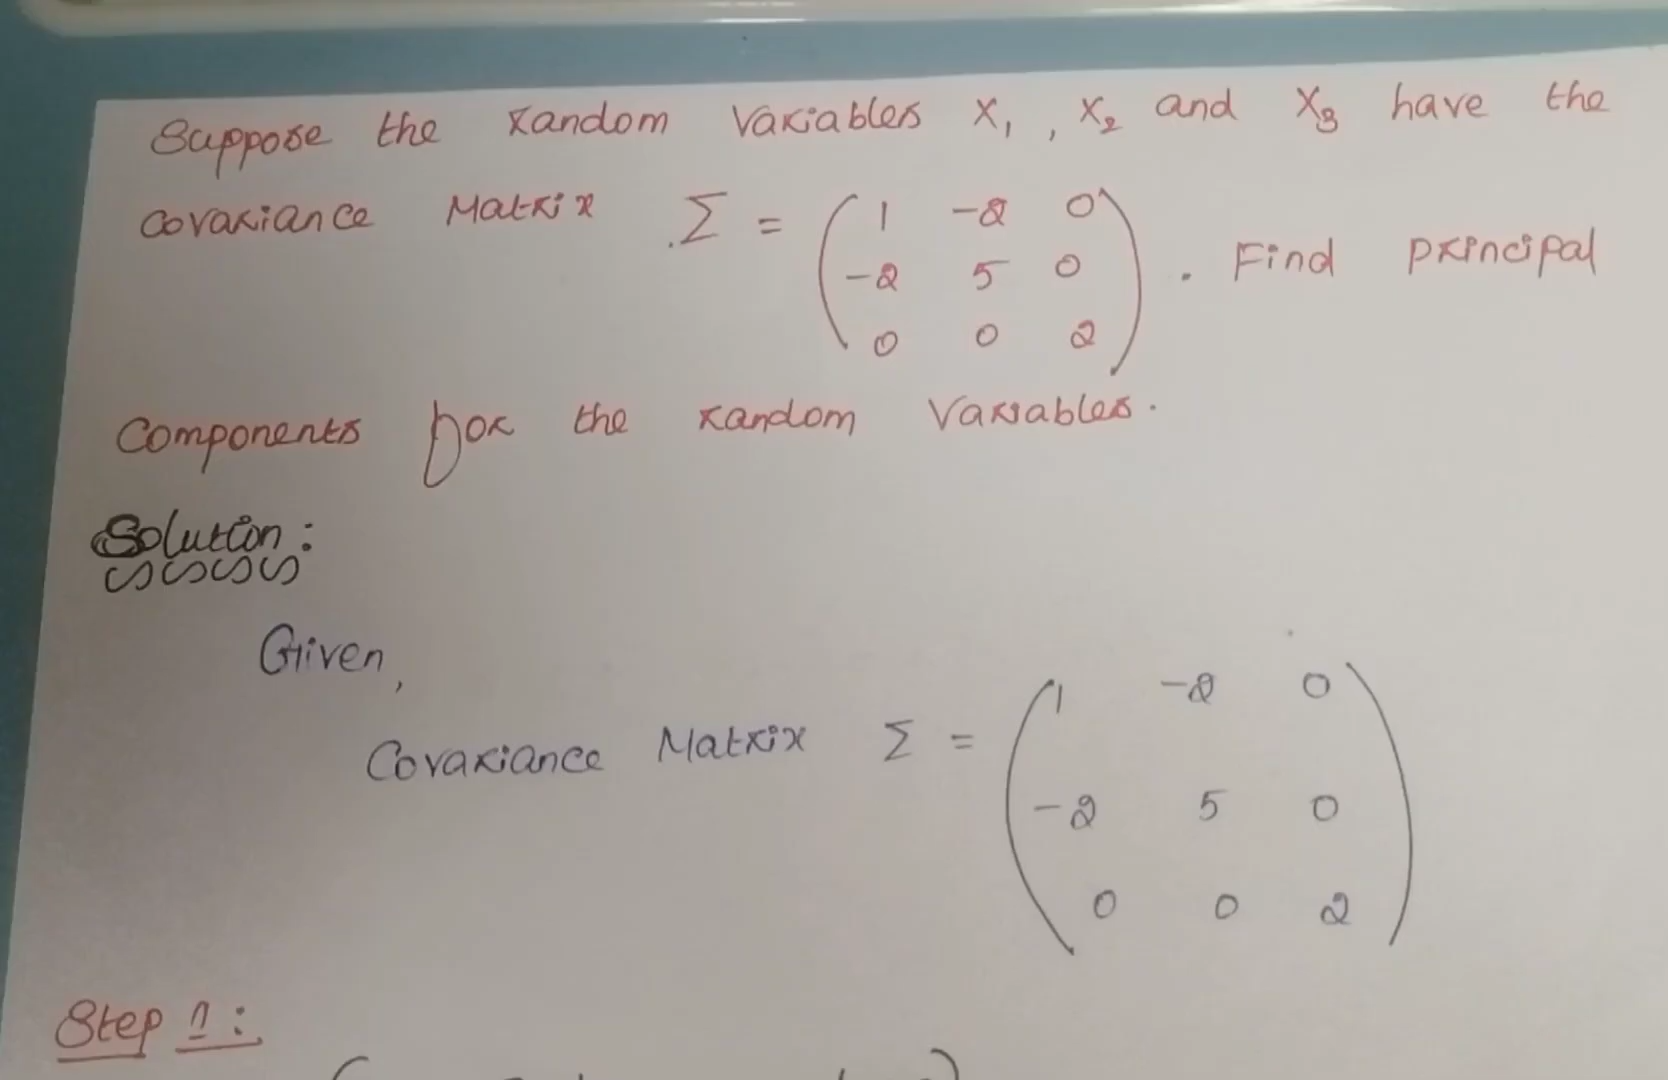 Suppose the random variables X₁, X₂ and X₃ have the
covariance Matrix Σ = ( 1 -2 0
-2 5 0
0 0 2 ) . Find principal
Components for the random Variables.
Solution:
Given,
Covariance Matrix Σ = ( 1 -2 0
-2 5 0
0 0 2 )
Step 1: